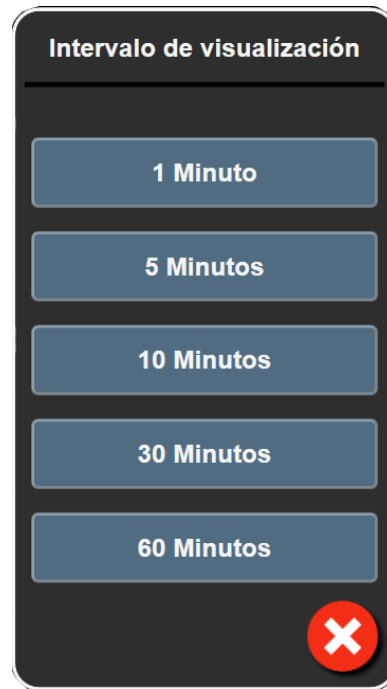 Intervalo de visualización
1 Minuto
5 Minutos
10 Minutos
30 Minutos
60 Minutos